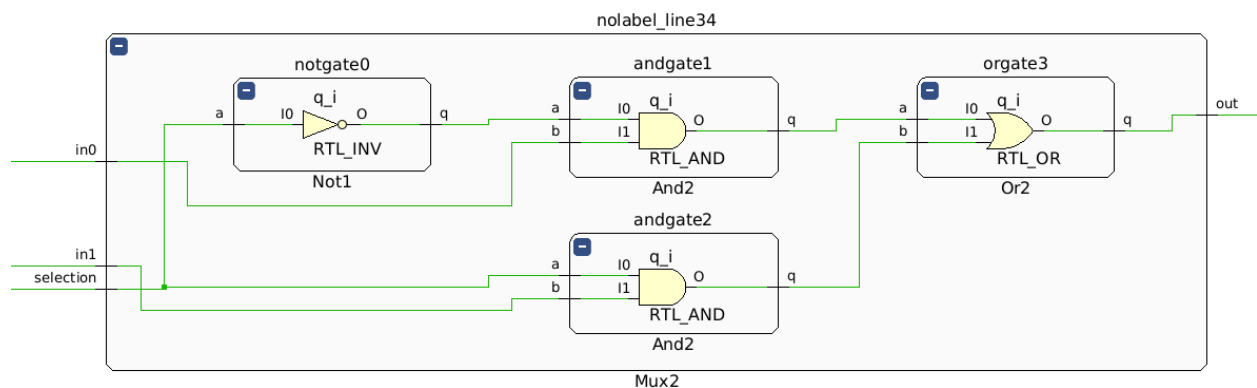 nolabel_line34
notgate0
andgate1
orgate3
q_i
q_i
q_i
a
I0
O
q
a
I0
O
q
a
I0
O
q
out
b
I1
b
I1
RTL_INV
RTL_AND
RTL_OR
in0
Not1
And2
Or2
andgate2
in1
q_i
a
I0
O
q
selection
b
I1
RTL_AND
And2
Mux2